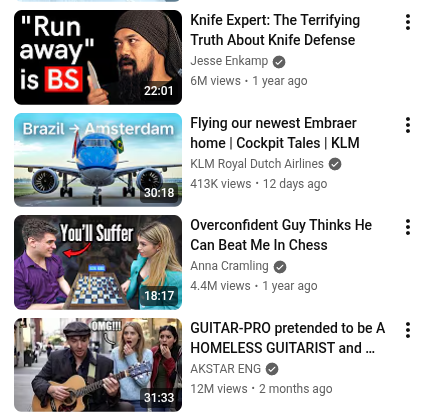 "Run
away"
is BS
22:01
Knife Expert: The Terrifying
Truth About Knife Defense
Jesse Enkamp
6M views • 1 year ago
Brazil → Amsterdam
30:18
Flying our newest Embraer
home | Cockpit Tales | KLM
KLM Royal Dutch Airlines
413K views • 12 days ago
You'll Suffer
18:17
Overconfident Guy Thinks He
Can Beat Me In Chess
Anna Cramling
4.4M views • 1 year ago
OMG!!!
31:33
GUITAR-PRO pretended to be A
HOMELESS GUITARIST and ...
AKSTAR ENG
12M views • 2 months ago